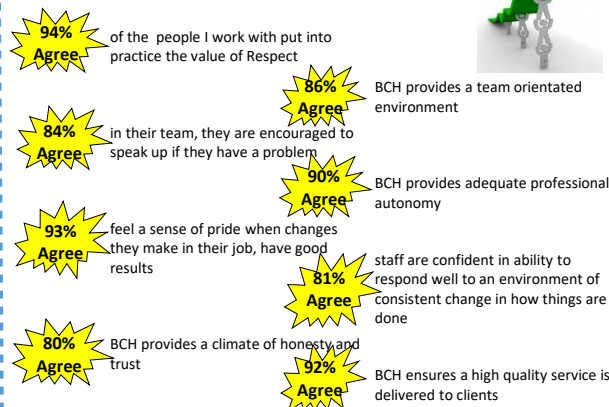 94%
Agree
of the people I work with put into
practice the value of Respect
86%
Agree
BCH provides a team orientated
environment
84%
Agree
in their team, they are encouraged to
speak up if they have a problem
90%
Agree
BCH provides adequate professional
autonomy
93%
Agree
feel a sense of pride when changes
they make in their job, have good
results
81%
Agree
staff are confident in ability to
respond well to an environment of
consistent change in how things are
done
80%
Agree
BCH provides a climate of honesty and
trust
92%
Agree
BCH ensures a high quality service is
delivered to clients